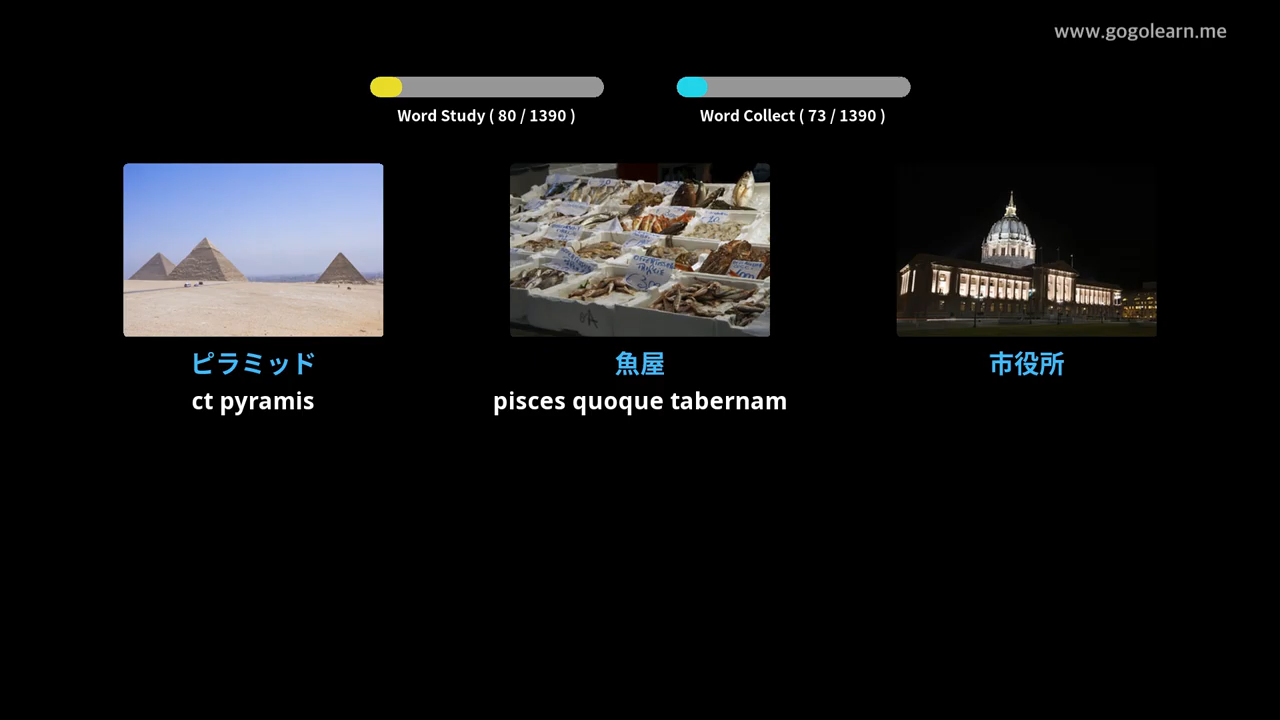 www.gogolearn.me
Word Study ( 80 / 1390 )
Word Collect ( 73 / 1390 )
ピラミッド
魚屋
市役所
ct pyramis
pisces quoque tabernam